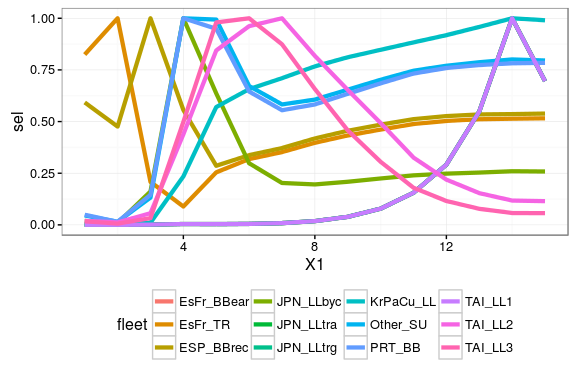 1.00
0.75
0.50
0.25
0.00
sel
4 8 12
X1
fleet
EsFr_BBear JPN_LLbyc KrPaCu_LL TAI_LL1
EsFr_TR JPN_LLtra Other_SU TAI_LL2
ESP_BBrec JPN_LLtrg PRT_BB TAI_LL3